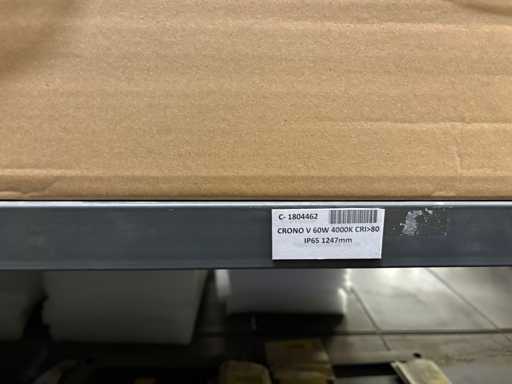 C- 1804462
CRONO V 60W 4000K CRI>80
IP65 1247mm